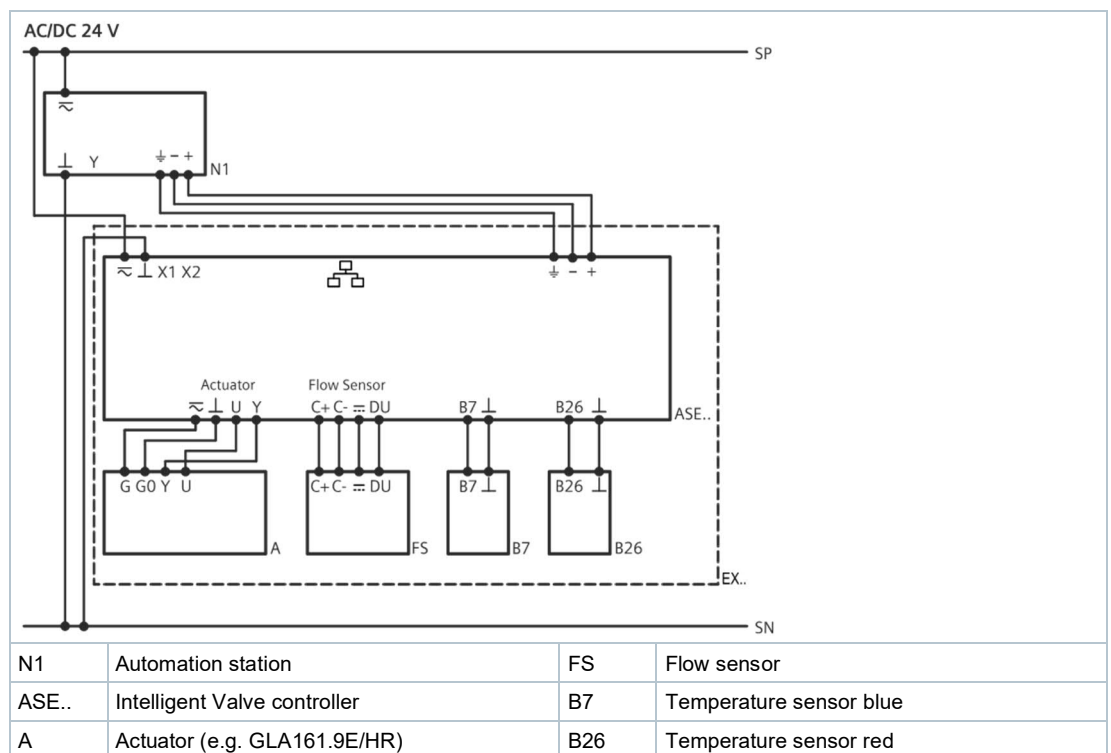 AC/DC 24 V
SP
≂
⊥ Y ⏚ − +
N1
≂ ⊥ X1 X2 ⏚ − +
Actuator Flow Sensor
≂ ⊥ U Y C+ C- ⎓ DU B7 ⊥ B26 ⊥
ASE..
G G0 Y U C+ C- ⎓ DU B7 ⊥ B26 ⊥
A FS B7 B26
EX..
SN
N1 Automation station FS Flow sensor
ASE.. Intelligent Valve controller B7 Temperature sensor blue
A Actuator (e.g. GLA161.9E/HR) B26 Temperature sensor red